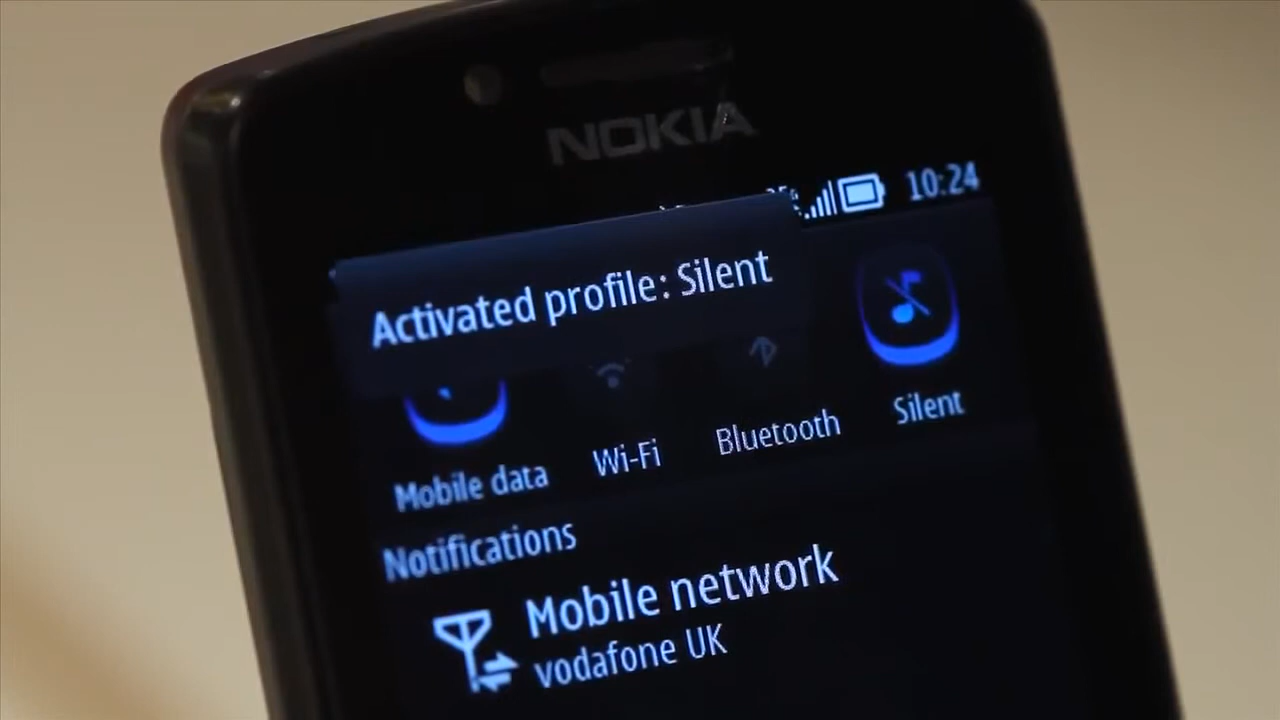 NOKIA
10:24
Activated profile: Silent
Mobile data
Wi-Fi
Bluetooth
Silent
Notifications
Mobile network
vodafone UK